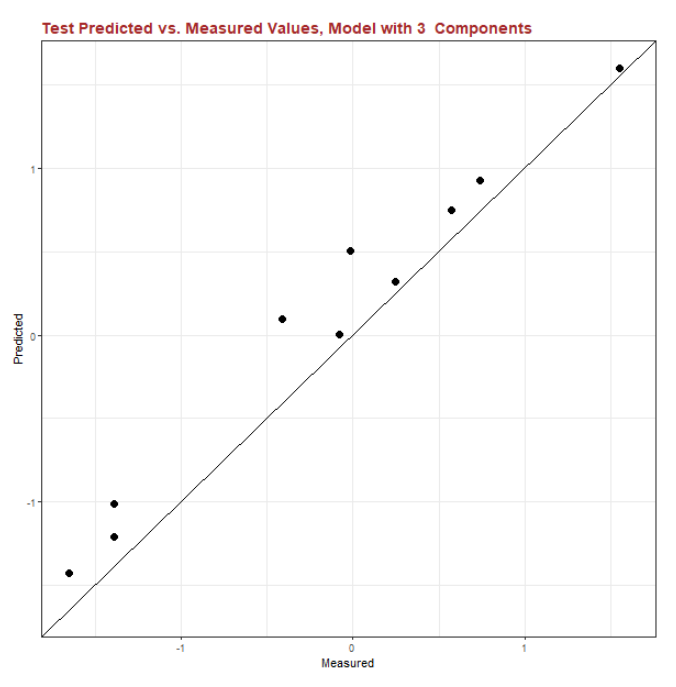 Test Predicted vs. Measured Values, Model with 3  Components
1
0
-1
Predicted
-1
0
1
Measured